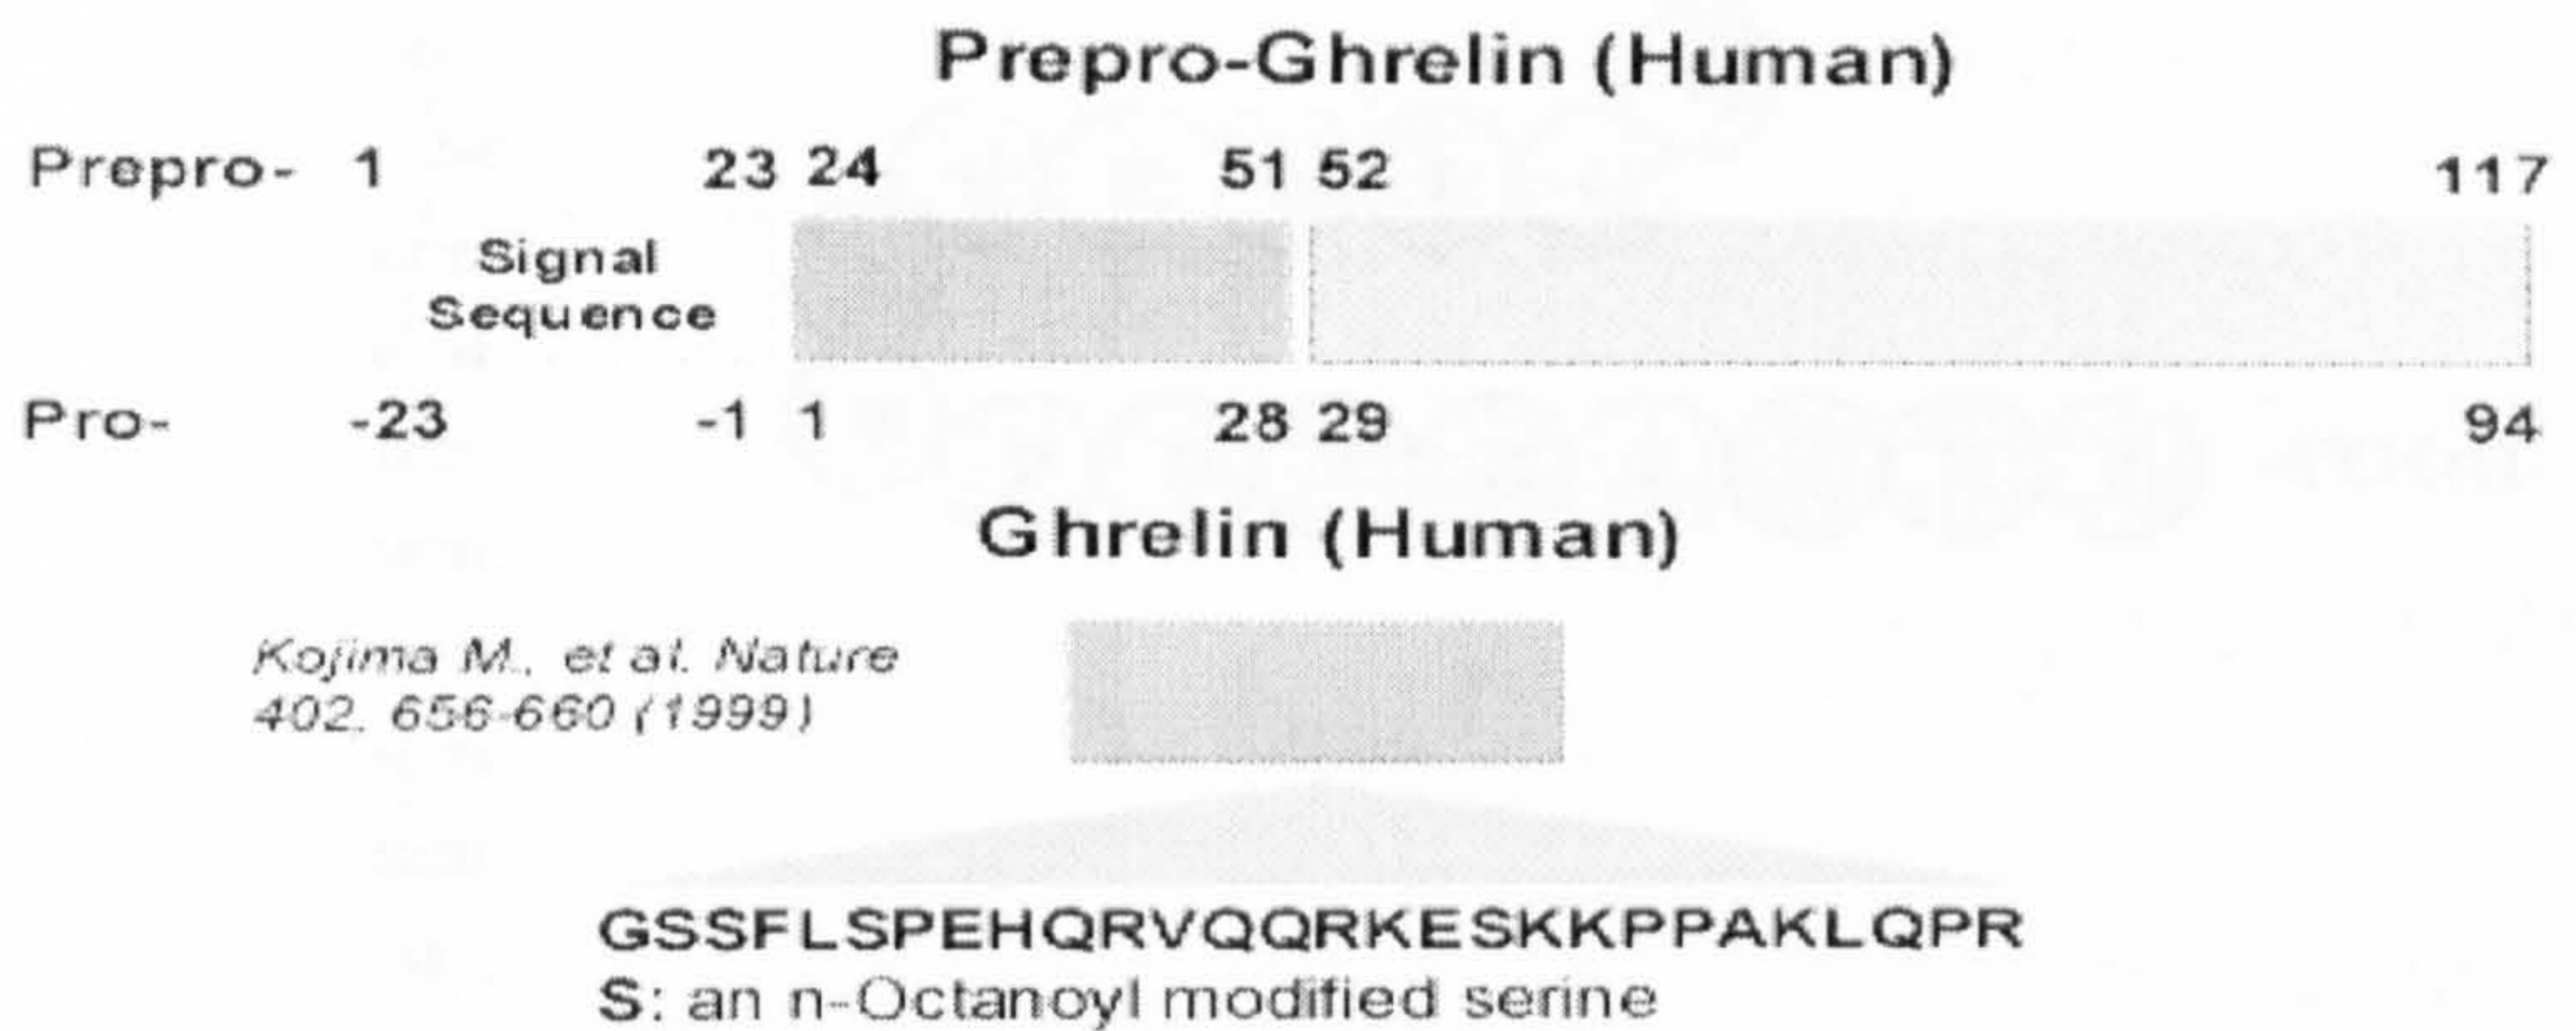 Prepro-Ghrelin (Human)
Prepro- 1 23 24 51 52 117
Signal
Sequence
Pro- -23 -1 1 28 29 94
Ghrelin (Human)
Kojima M., et al. Nature
402. 656-660 (1999)
GSSFLSPEHQRVQQRKESKKPPAKLQPR
S: an n-Octanoyl modified serine